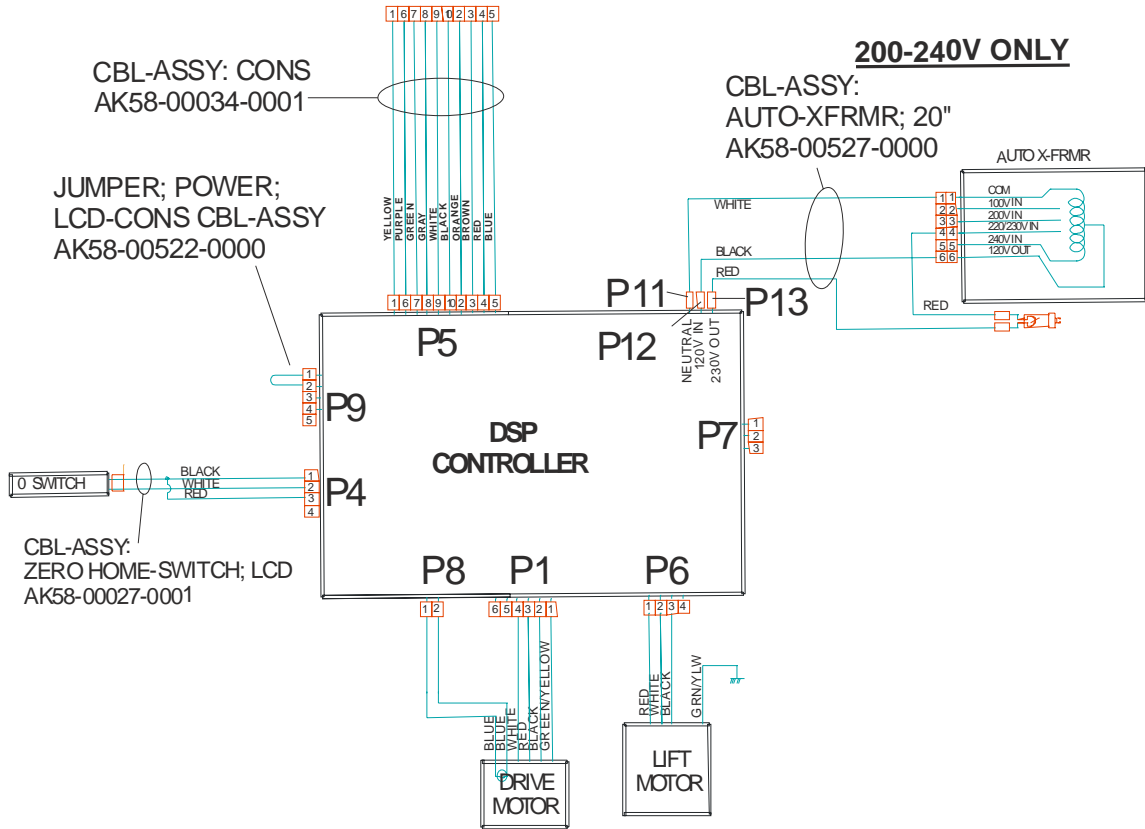 1 6 7 8 9 10 2 3 4 5
200-240V ONLY
CBL-ASSY: CONS
AK58-00034-0001
CBL-ASSY:
AUTO-XFRMR; 20"
AK58-00527-0000
AUTO X-FRMR
JUMPER; POWER;
LCD-CONS CBL-ASSY
AK58-00522-0000
YELLOW
PURPLE
GREEN
GRAY
WHITE
BLACK
ORANGE
BROWN
RED
BLUE
WHITE
BLACK
RED
1 1 COM
2 2 100V IN
3 3 200V IN
4 4 220/230V IN
5 5 240V IN
6 6 120V OUT
RED
1 6 7 8 9 10 2 3 4 5
P5
P11
P12
P13
NEUTRAL
120V IN
230V OUT
1
2
3
4
5
P9
DSP
CONTROLLER
P7
1
2
3
0 SWITCH
BLACK
WHITE
RED
1
2
3
4
P4
CBL-ASSY:
ZERO HOME-SWITCH; LCD
AK58-00027-0001
P8
P1
P6
1 2
6 5 4 3 2 1
1 2 3 4
BLUE
BLUE
WHITE
RED
BLACK
GREEN/YELLOW
RED
WHITE
BLACK
GRN/YLW
DRIVE
MOTOR
LIFT
MOTOR